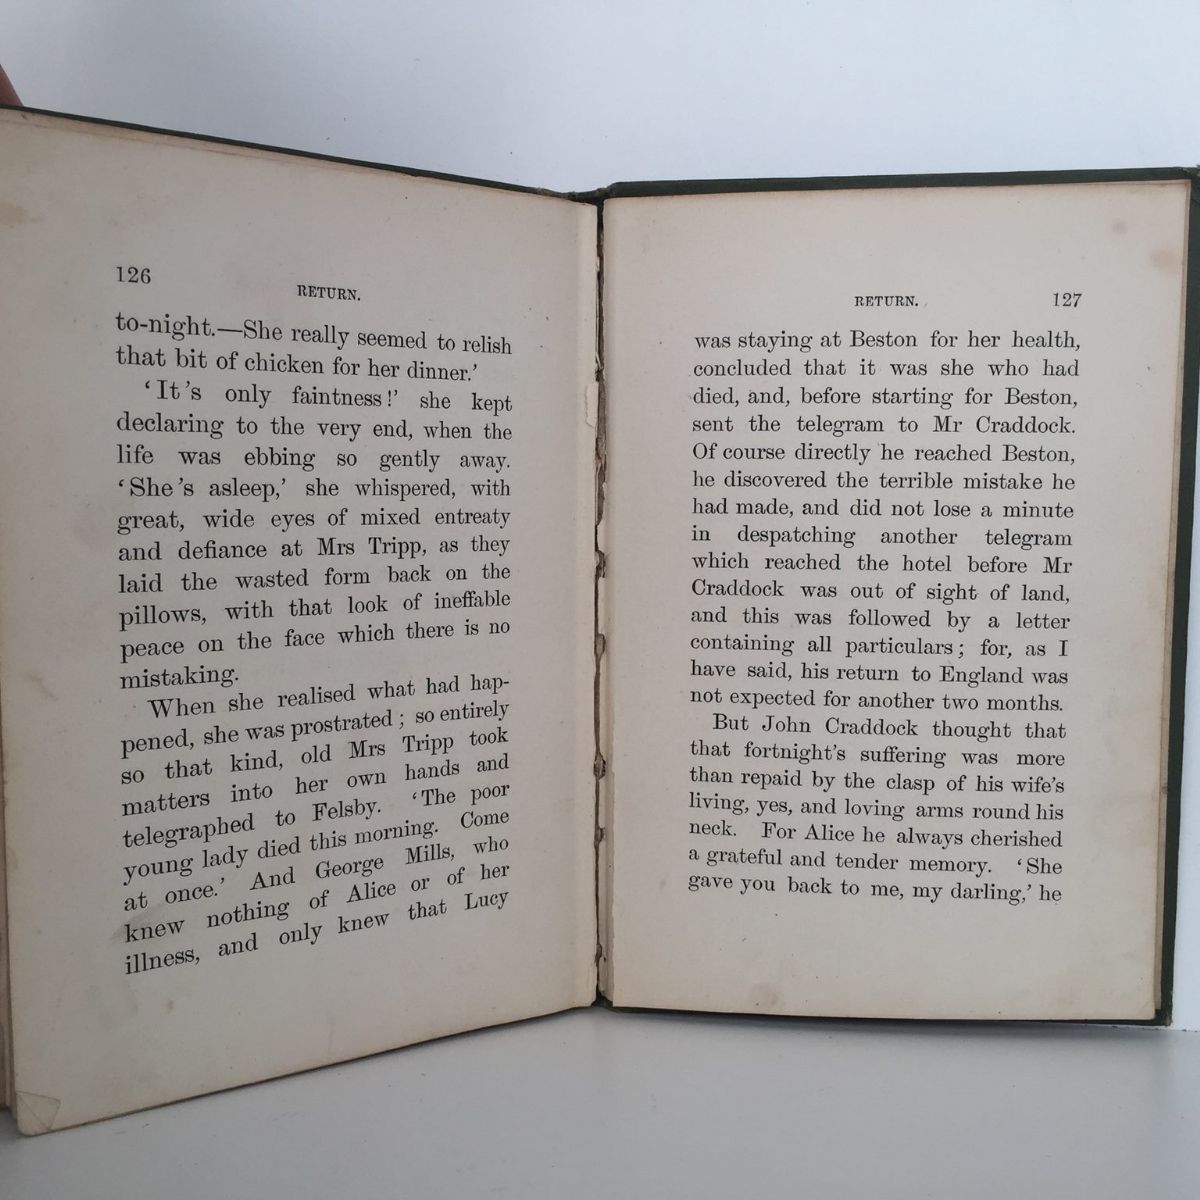 126
RETURN.
to-night.—She really seemed to relish
that bit of chicken for her dinner.'
'It's only faintness!' she kept
declaring to the very end, when the
life was ebbing so gently away.
'She's asleep,' she whispered, with
great, wide eyes of mixed entreaty
and defiance at Mrs Tripp, as they
laid the wasted form back on the
pillows, with that look of ineffable
peace on the face which there is no
mistaking.
When she realised what had hap-
pened, she was prostrated; so entirely
so that kind, old Mrs Tripp took
matters into her own hands and
telegraphed to Felsby. 'The poor
young lady died this morning. Come
at once.' And George Mills, who
knew nothing of Alice or of her
illness, and only knew that Lucy
RETURN. 127
was staying at Beston for her health,
concluded that it was she who had
died, and, before starting for Beston,
sent the telegram to Mr Craddock.
Of course directly he reached Beston,
he discovered the terrible mistake he
had made, and did not lose a minute
in despatching another telegram
which reached the hotel before Mr
Craddock was out of sight of land,
and this was followed by a letter
containing all particulars; for, as I
have said, his return to England was
not expected for another two months.
But John Craddock thought that
that fortnight's suffering was more
than repaid by the clasp of his wife's
living, yes, and loving arms round his
neck. For Alice he always cherished
a grateful and tender memory. 'She
gave you back to me, my darling,' he